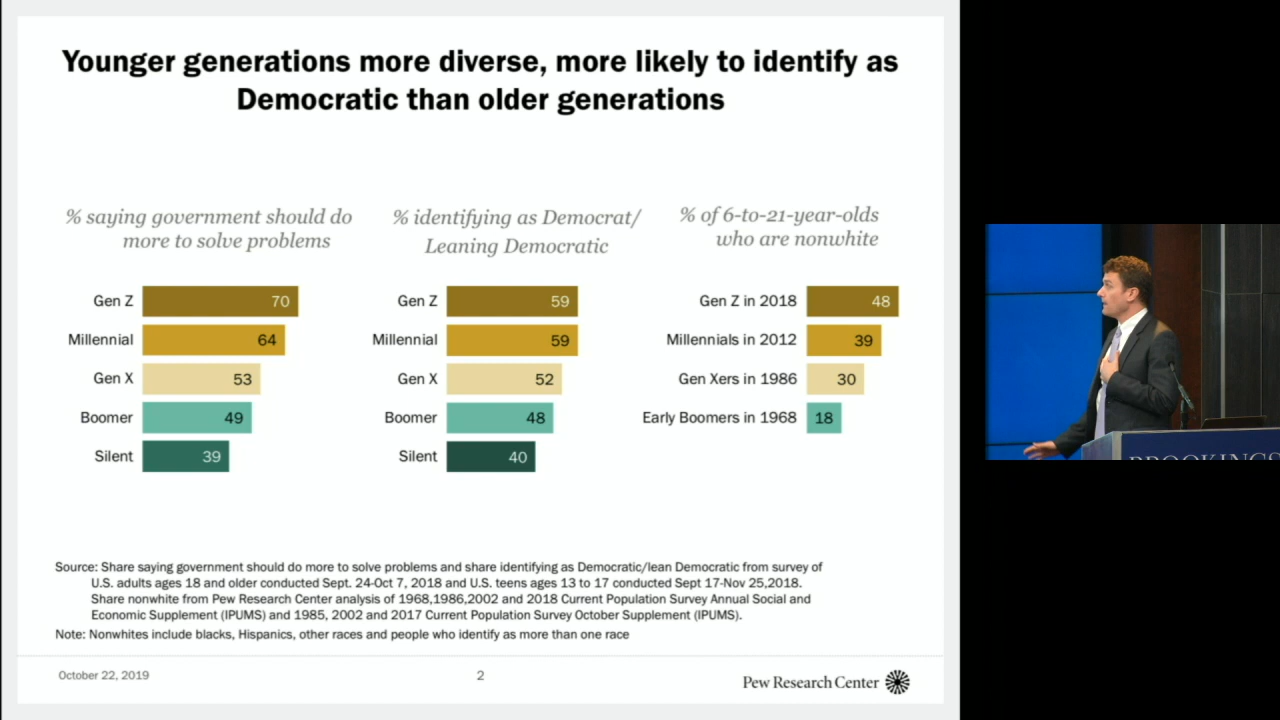 Younger generations more diverse, more likely to identify as
Democratic than older generations
% saying government should do
more to solve problems
Gen Z 70
Millennial 64
Gen X 53
Boomer 49
Silent 39
% identifying as Democrat/
Leaning Democratic
Gen Z 59
Millennial 59
Gen X 52
Boomer 48
Silent 40
% of 6-to-21-year-olds
who are nonwhite
Gen Z in 2018 48
Millennials in 2012 39
Gen Xers in 1986 30
Early Boomers in 1968 18
Source: Share saying government should do more to solve problems and share identifying as Democratic/lean Democratic from survey of
U.S. adults ages 18 and older conducted Sept. 24-Oct 7, 2018 and U.S. teens ages 13 to 17 conducted Sept 17-Nov 25,2018.
Share nonwhite from Pew Research Center analysis of 1968,1986,2002 and 2018 Current Population Survey Annual Social and
Economic Supplement (IPUMS) and 1985, 2002 and 2017 Current Population Survey October Supplement (IPUMS).
Note: Nonwhites include blacks, Hispanics, other races and people who identify as more than one race
October 22, 2019
2
Pew Research Center
BROOKINGS